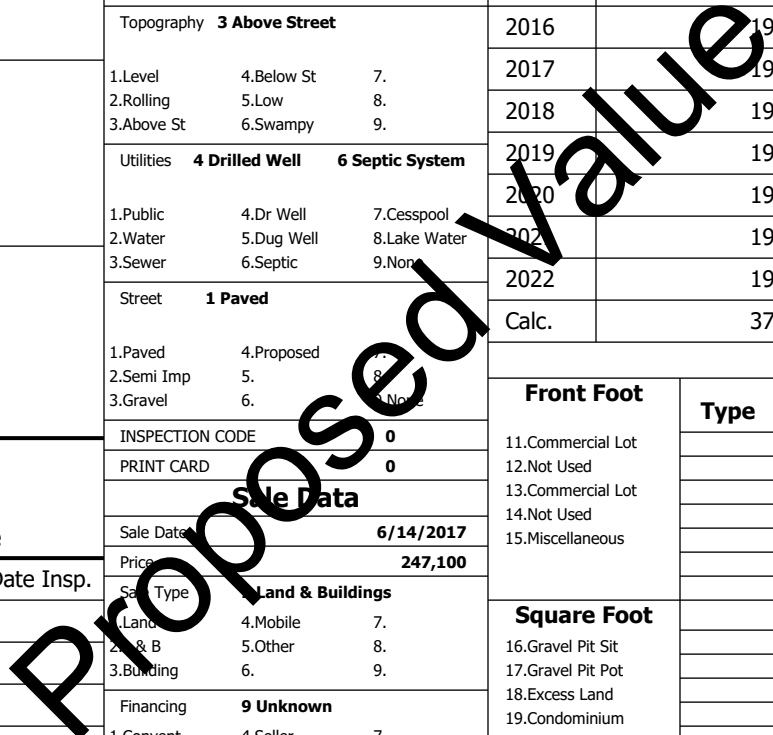 Topography 3 Above Street
1.Level 4.Below St 7.
2.Rolling 5.Low 8.
3.Above St 6.Swampy 9.
Utilities 4 Drilled Well 6 Septic System
1.Public 4.Dr Well 7.Cesspool
2.Water 5.Dug Well 8.Lake Water
3.Sewer 6.Septic 9.None
Street 1 Paved
1.Paved 4.Proposed 7.
2.Semi Imp 5. 8.
3.Gravel 6. 9.None
INSPECTION CODE 0
PRINT CARD 0
Sale Data
Sale Date 6/14/2017
Price 247,100
Sale Type 2 Land & Buildings
1.Land 4.Mobile 7.
2.L & B 5.Other 8.
3.Building 6. 9.
Financing 9 Unknown
Date Insp.
2016 19
2017 19
2018 19
2019 19
2020 19
2021 19
2022 19
Calc. 37
Front Foot
Type
11.Commercial Lot
12.Not Used
13.Commercial Lot
14.Not Used
15.Miscellaneous
Square Foot
16.Gravel Pit Sit
17.Gravel Pit Pot
18.Excess Land
19.Condominium
Proposed Value